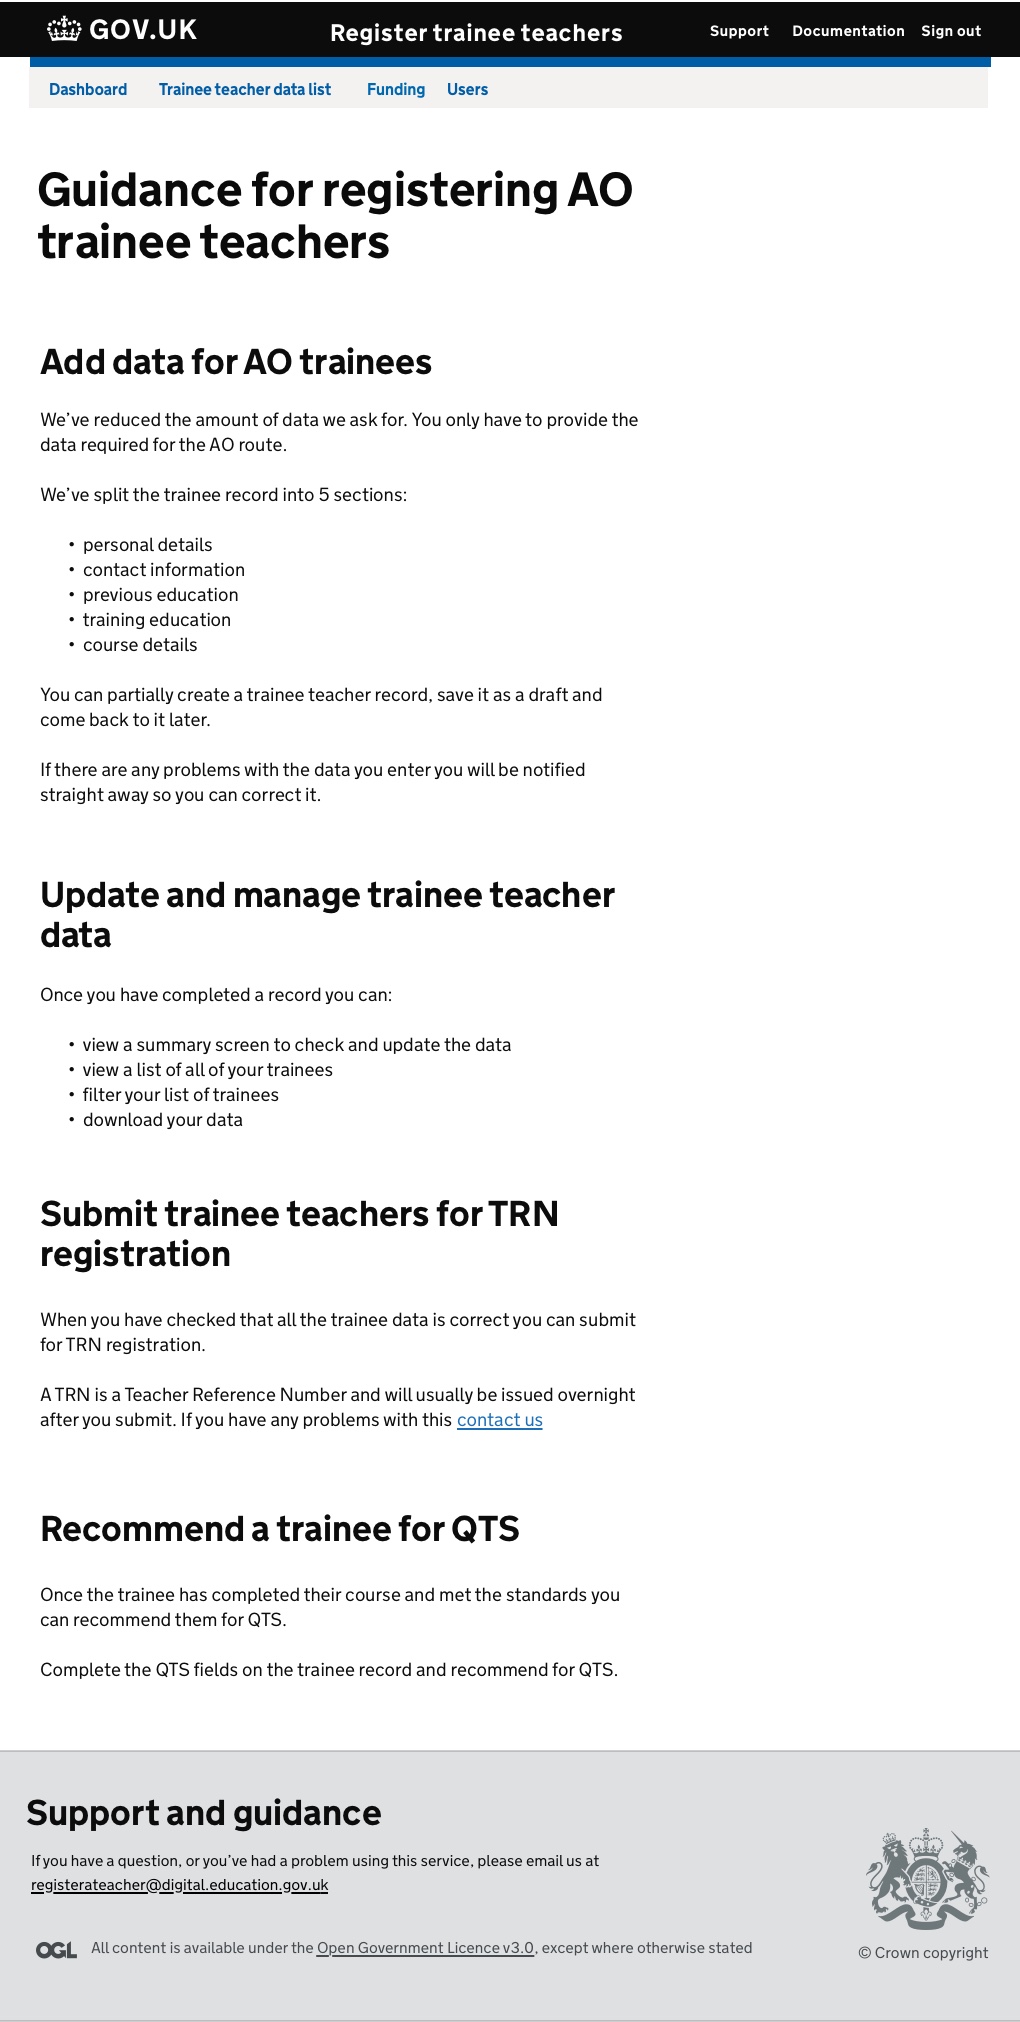 GOV.UK Register trainee teachers Support Documentation Sign out
Dashboard Trainee teacher data list Funding Users
Guidance for registering AO
trainee teachers
Add data for AO trainees
We’ve reduced the amount of data we ask for. You only have to provide the
data required for the AO route.
We’ve split the trainee record into 5 sections:
• personal details
• contact information
• previous education
• training education
• course details
You can partially create a trainee teacher record, save it as a draft and
come back to it later.
If there are any problems with the data you enter you will be notified
straight away so you can correct it.
Update and manage trainee teacher
data
Once you have completed a record you can:
• view a summary screen to check and update the data
• view a list of all of your trainees
• filter your list of trainees
• download your data
Submit trainee teachers for TRN
registration
When you have checked that all the trainee data is correct you can submit
for TRN registration.
A TRN is a Teacher Reference Number and will usually be issued overnight
after you submit. If you have any problems with this contact us
Recommend a trainee for QTS
Once the trainee has completed their course and met the standards you
can recommend them for QTS.
Complete the QTS fields on the trainee record and recommend for QTS.
Support and guidance
If you have a question, or you’ve had a problem using this service, please email us at
registerateacher@digital.education.gov.uk
OGL All content is available under the Open Government Licence v3.0, except where otherwise stated
© Crown copyright